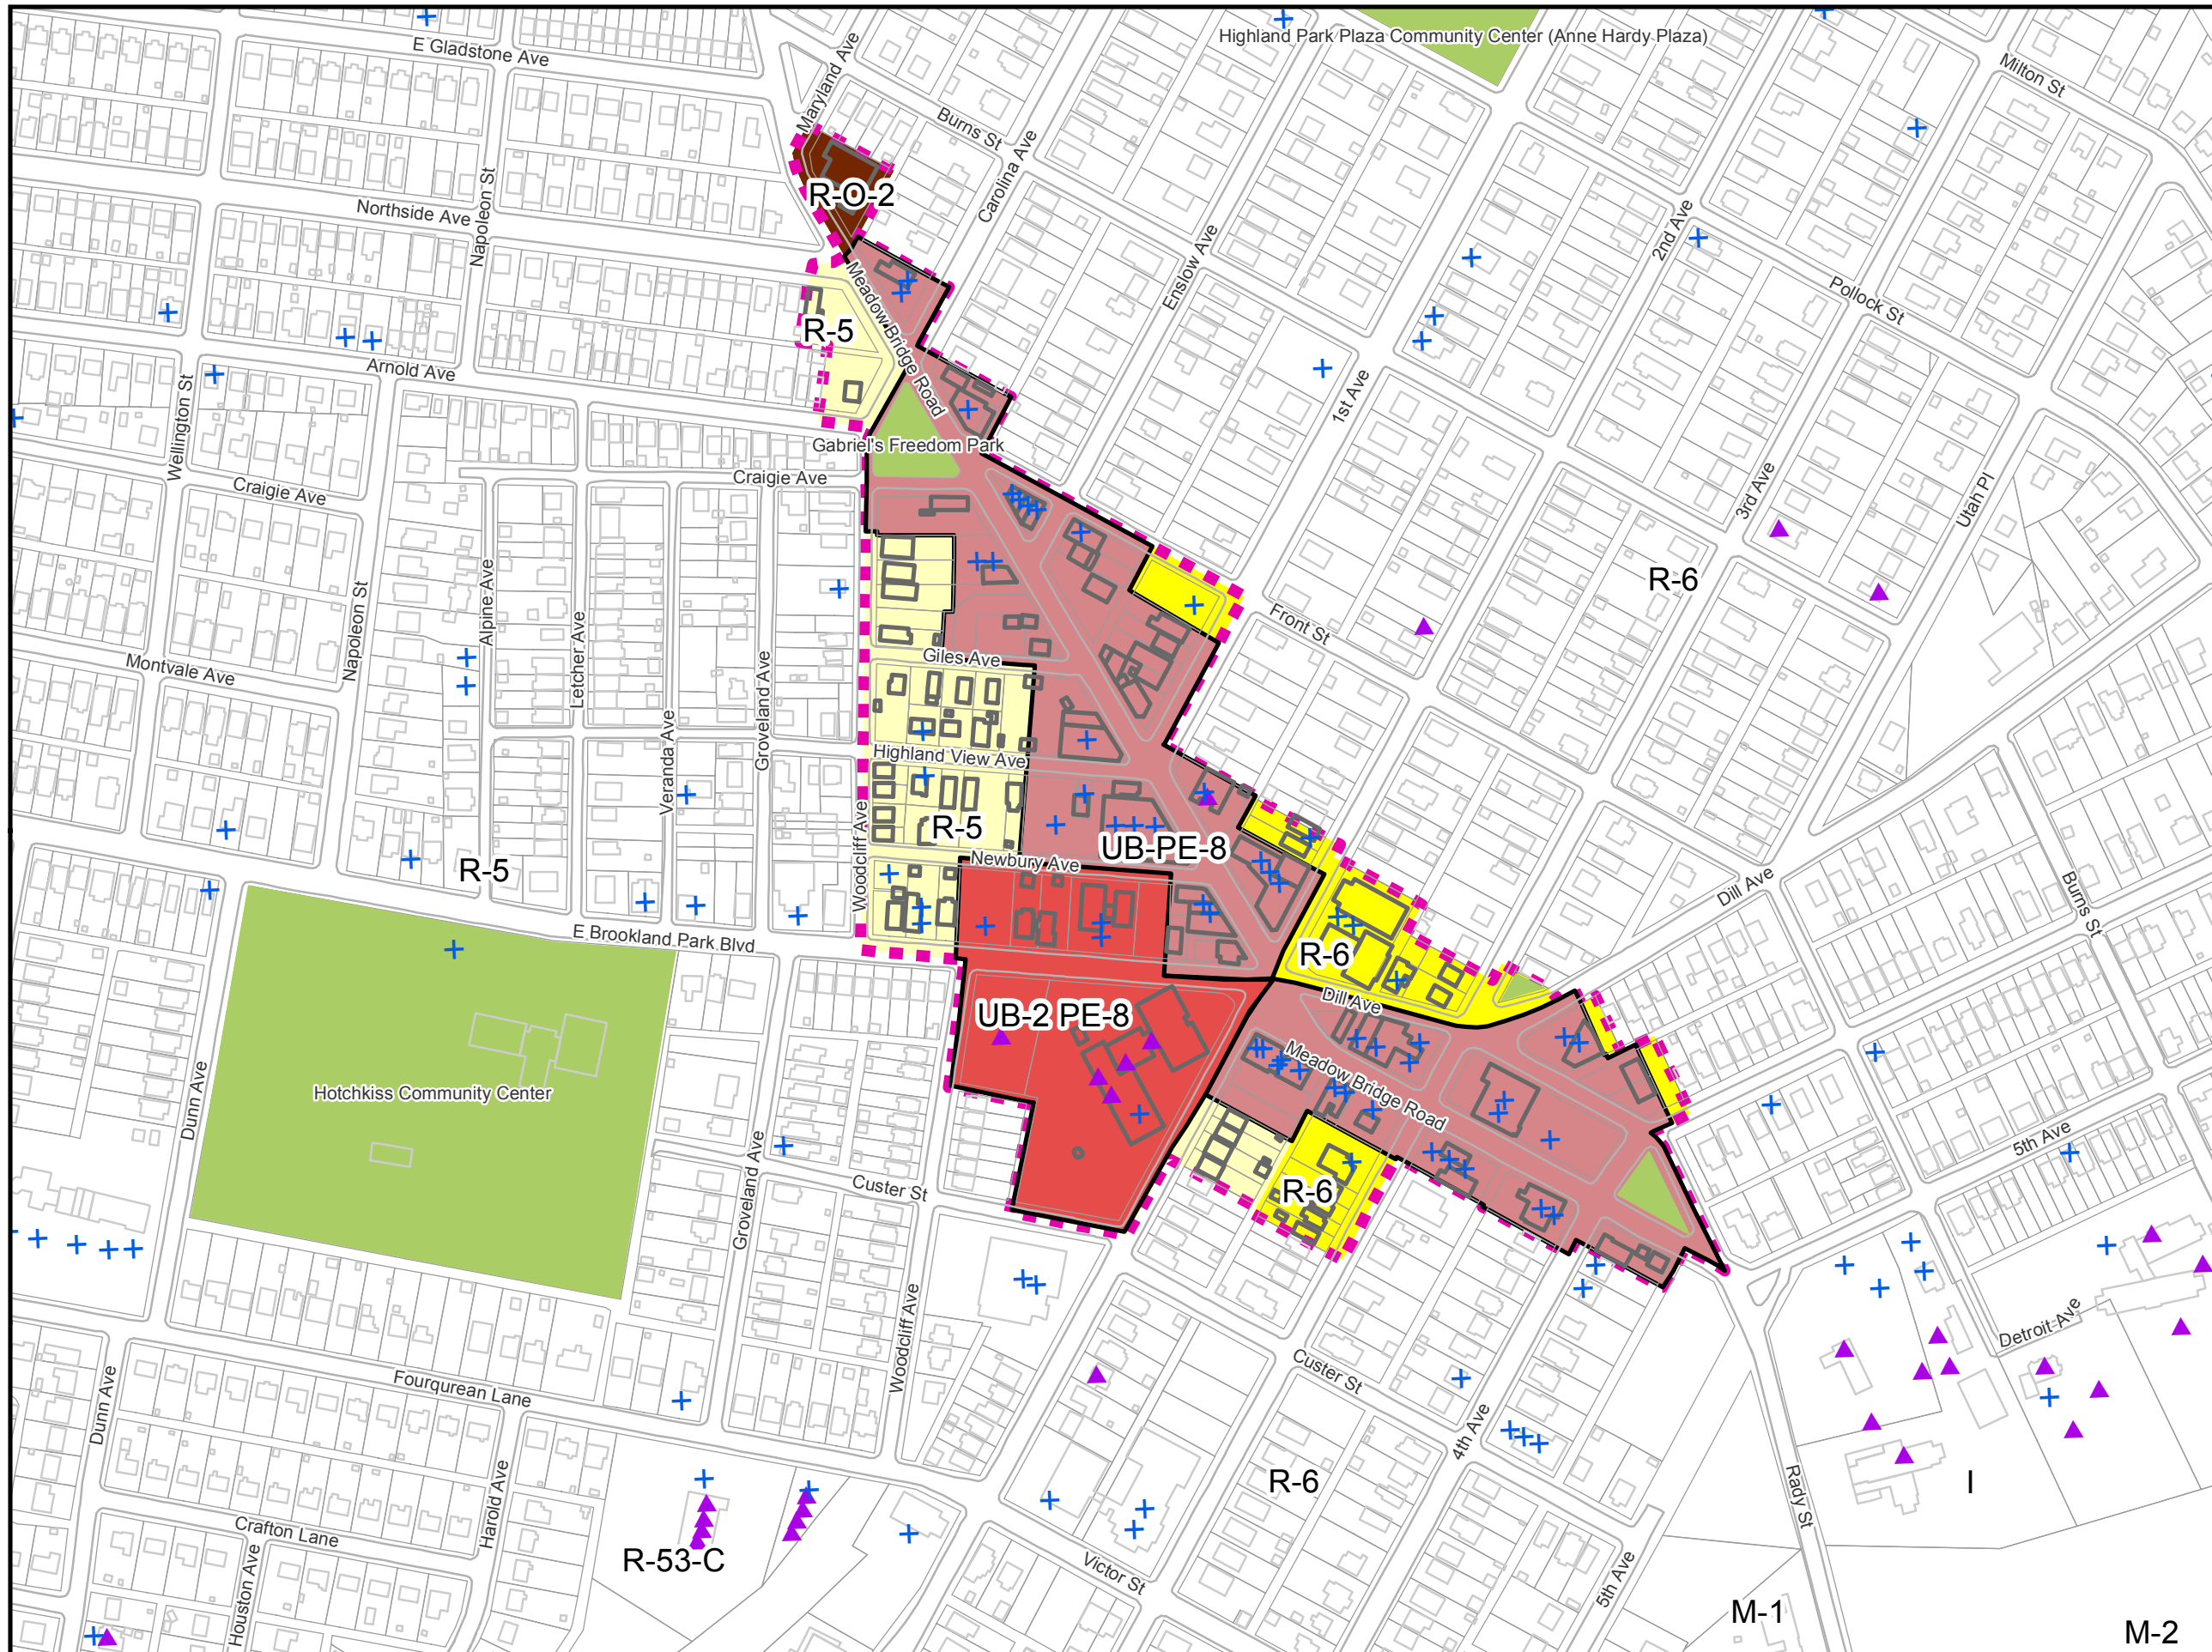 Highland Park Plaza Community Center (Anne Hardy Plaza)
E Gladstone Ave
Maryland Ave
Milton St
Burns St
Carolina Ave
R-O-2
Northside Ave
Napoleon St
2nd Ave
Enslow Ave
Meadow Bridge Road
Pollock St
R-5
Arnold Ave
Wellington St
1st Ave
Gabriel's Freedom Park
Craigie Ave
Craigie Ave
3rd Ave
Utah Pl
R-6
Alpine Ave
Napoleon St
Letcher Ave
Front St
Montvale Ave
Giles Ave
Groveland Ave
Veranda Ave
Highland View Ave
R-5
UB-PE-8
Woodcliff Ave
Newbury Ave
R-5
Dill Ave
Burns St
E Brookland Park Blvd
R-6
Dill Ave
UB-2 PE-8
Meadow Bridge Road
Hotchkiss Community Center
Dunn Ave
5th Ave
Groveland Ave
Custer St
R-6
Woodcliff Ave
Detroit Ave
Custer St
Fourqurean Lane
Dunn Ave
4th Ave
R-6
I
Rady St
Harold Ave
Crafton Lane
Houston Ave
R-53-C
Victor St
5th Ave
M-1
M-2